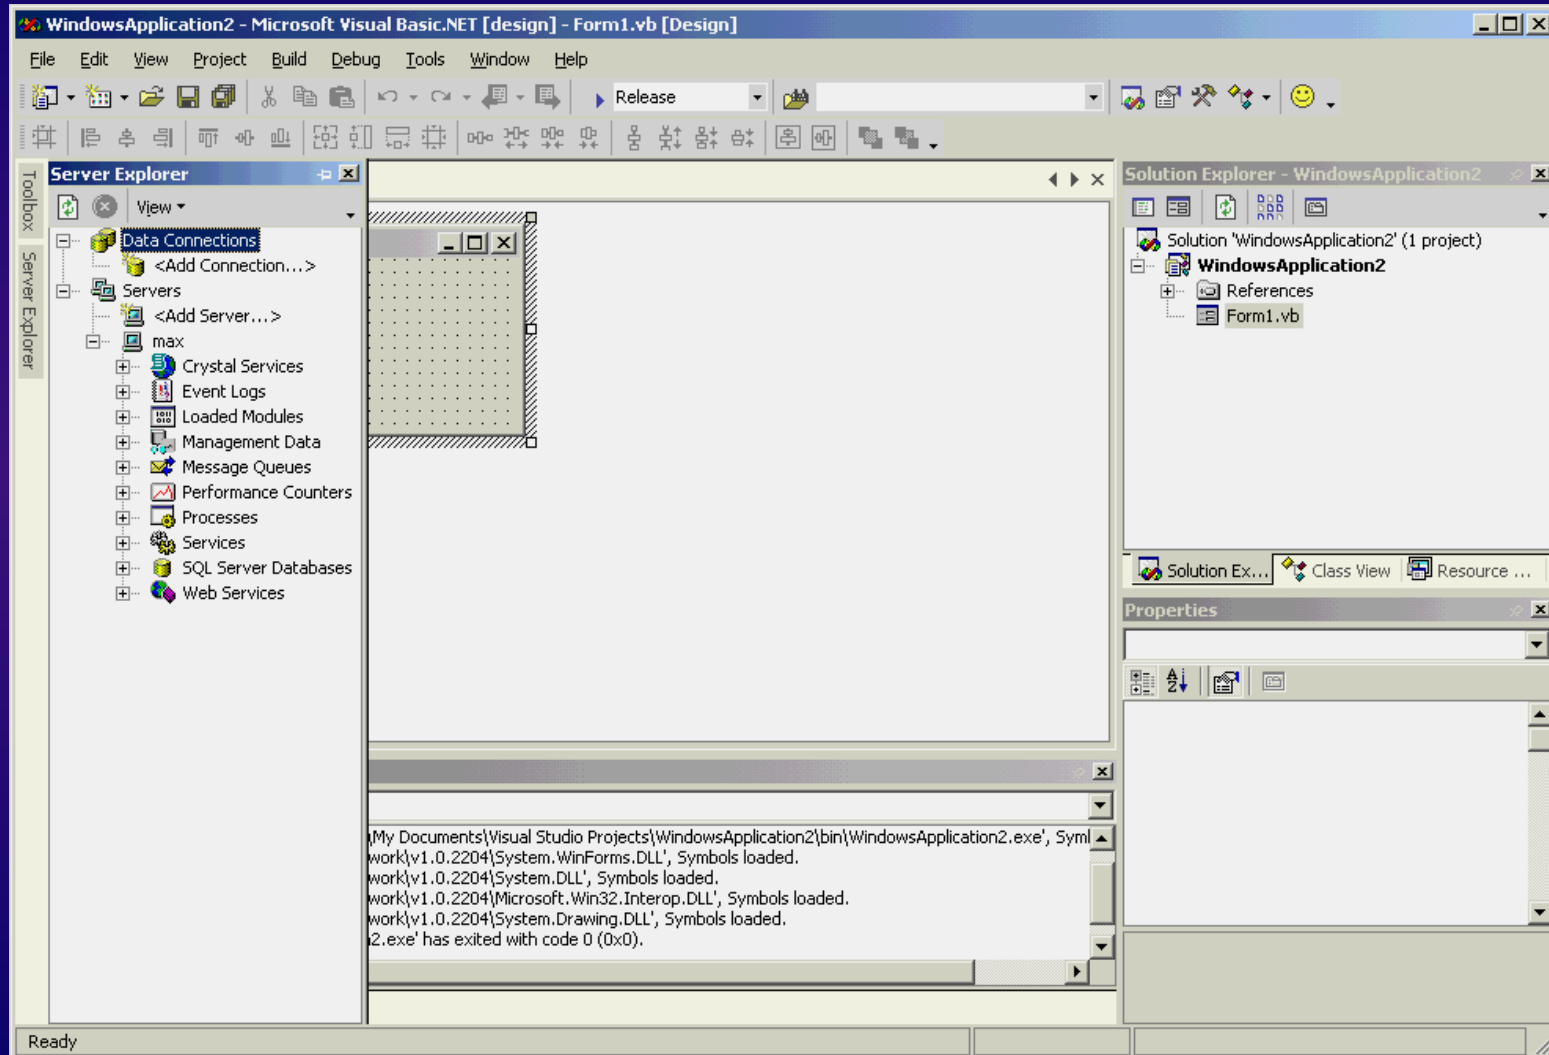 WindowsApplication2 - Microsoft Visual Basic.NET [design] - Form1.vb [Design]
File Edit View Project Build Debug Tools Window Help
Release
Toolbox
Server Explorer
Server Explorer
View
Data Connections
<Add Connection...>
Servers
<Add Server...>
max
Crystal Services
Event Logs
Loaded Modules
Management Data
Message Queues
Performance Counters
Processes
Services
SQL Server Databases
Web Services
Solution Explorer - WindowsApplication2
Solution 'WindowsApplication2' (1 project)
WindowsApplication2
References
Form1.vb
Solution Ex... Class View Resource ...
Properties
\My Documents\Visual Studio Projects\WindowsApplication2\bin\WindowsApplication2.exe', Syml
work\v1.0.2204\System.WinForms.DLL', Symbols loaded.
work\v1.0.2204\System.DLL', Symbols loaded.
work\v1.0.2204\Microsoft.Win32.Interop.DLL', Symbols loaded.
work\v1.0.2204\System.Drawing.DLL', Symbols loaded.
2.exe' has exited with code 0 (0x0).
Ready